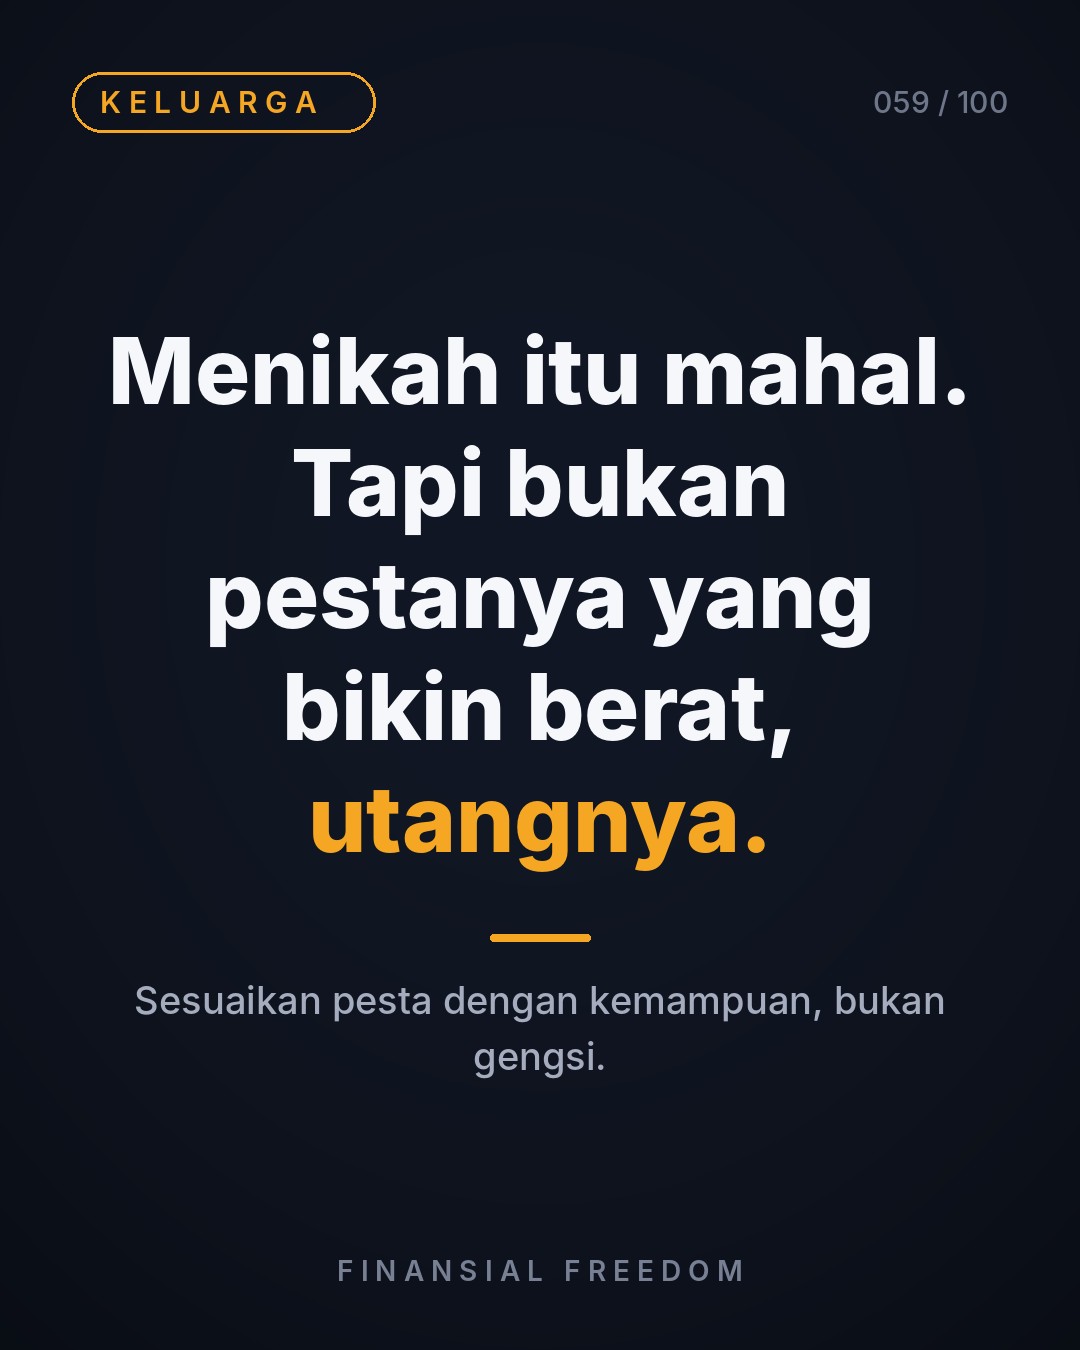 KELUARGA
059 / 100
Menikah itu mahal.
Tapi bukan
pestanya yang
bikin berat,
utangnya.
Sesuaikan pesta dengan kemampuan, bukan
gengsi.
FINANSIAL FREEDOM